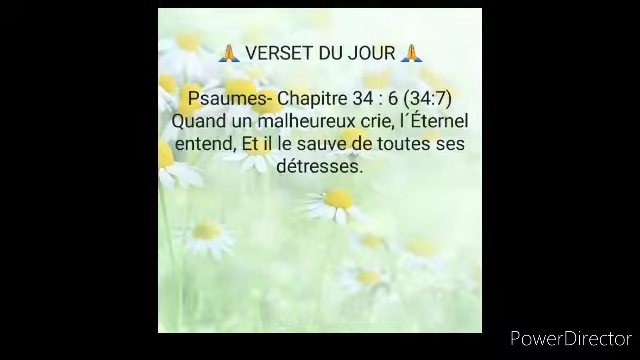 🙏 VERSET DU JOUR 🙏
Psaumes- Chapitre 34 : 6 (34:7)
Quand un malheureux crie, l´Éternel
entend, Et il le sauve de toutes ses
détresses.
PowerDirector